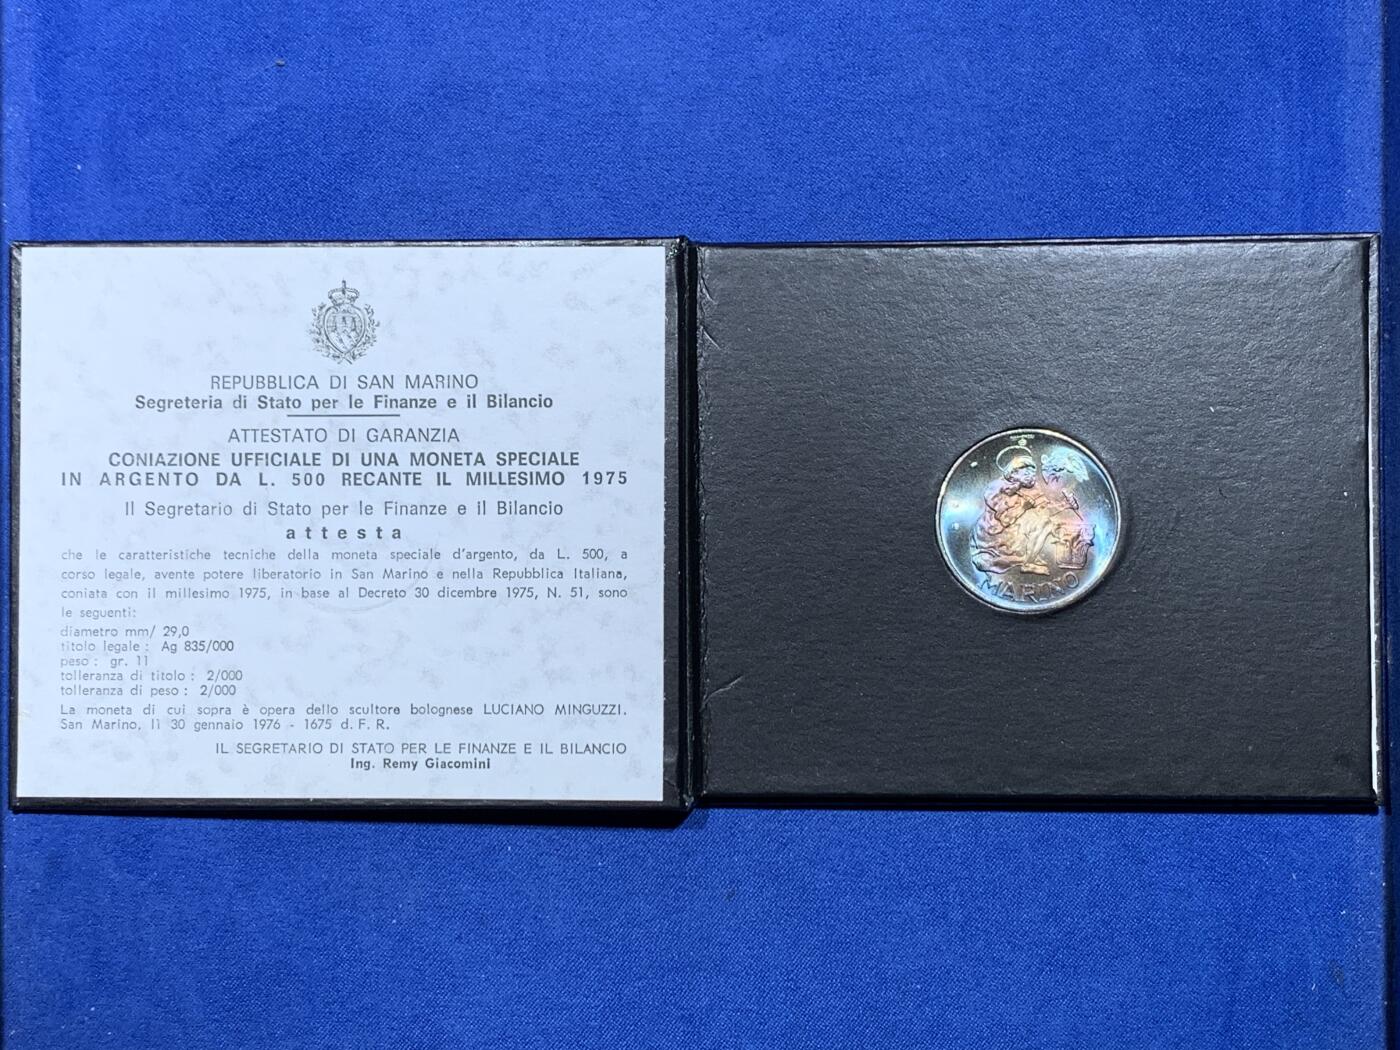 REPUBBLICA DI SAN MARINO
Segreteria di Stato per le Finanze e il Bilancio
ATTESTATO DI GARANZIA
CONIAZIONE UFFICIALE DI UNA MONETA SPECIALE
IN ARGENTO DA L. 500 RECANTE IL MILLESIMO 1975
Il Segretario di Stato per le Finanze e il Bilancio
attesta
che le caratteristiche tecniche della moneta speciale d'argento, da L. 500, a
corso legale, avente potere liberatorio in San Marino e nella Repubblica Italiana,
coniata con il millesimo 1975, in base al Decreto 30 dicembre 1975, N. 51, sono
le seguenti:
diametro mm/ 29,0
titolo legale : Ag 835/000
peso : gr. 11
tolleranza di titolo : 2/000
tolleranza di peso : 2/000
La moneta di cui sopra è opera dello scultore bolognese LUCIANO MINGUZZI.
San Marino, lì 30 gennaio 1976 - 1675 d. F. R.
IL SEGRETARIO DI STATO PER LE FINANZE E IL BILANCIO
Ing. Remy Giacomini
MARINO